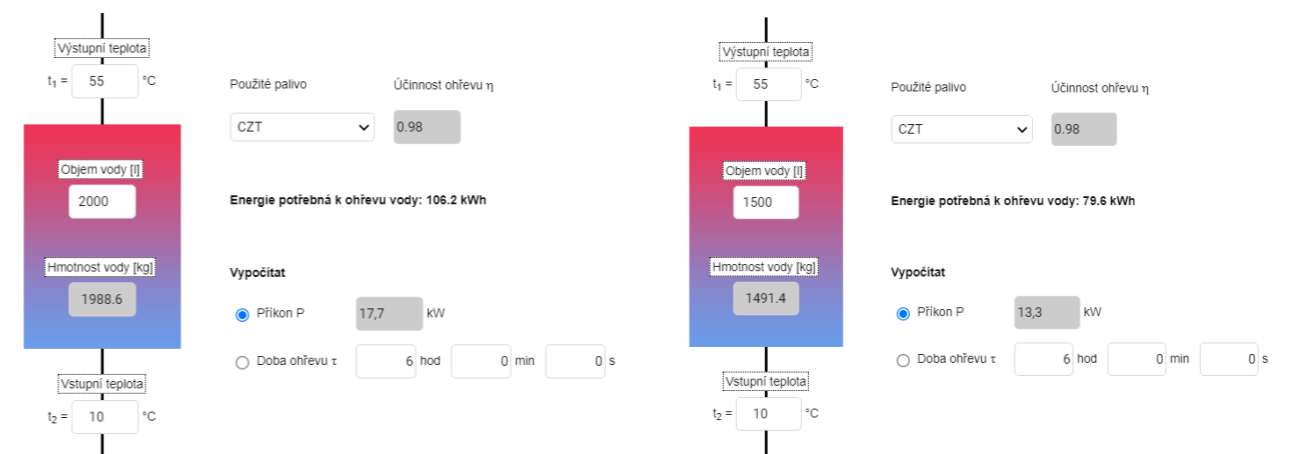 Výstupní teplota
t1 = 55 °C
Použité palivo Účinnost ohřevu η
CZT 0.98
Objem vody [l]
2000
Energie potřebná k ohřevu vody: 106.2 kWh
Hmotnost vody [kg]
1988.6
Vypočítat
Příkon P 17,7 kW
Doba ohřevu τ 6 hod 0 min 0 s
Vstupní teplota
t2 = 10 °C
Výstupní teplota
t1 = 55 °C
Použité palivo Účinnost ohřevu η
CZT 0.98
Objem vody [l]
1500
Energie potřebná k ohřevu vody: 79.6 kWh
Hmotnost vody [kg]
1491.4
Vypočítat
Příkon P 13,3 kW
Doba ohřevu τ 6 hod 0 min 0 s
Vstupní teplota
t2 = 10 °C